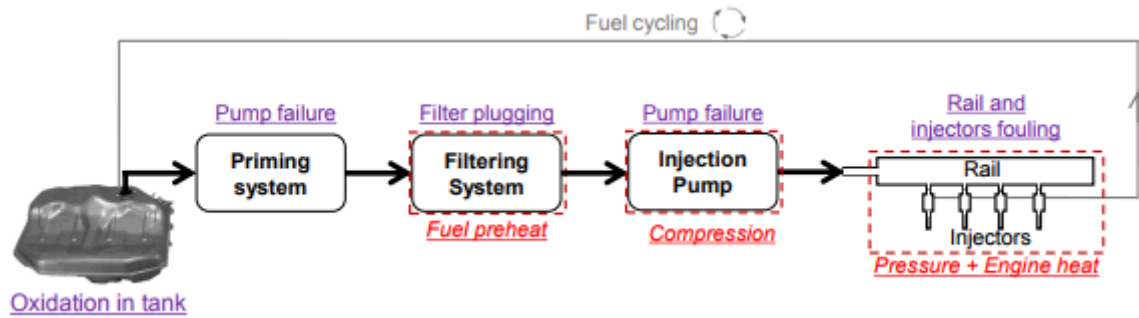 Fuel cycling
Pump failure
Filter plugging
Pump failure
Rail and
injectors fouling
Priming
system
Filtering
System
Injection
Pump
Rail
Injectors
Fuel preheat
Compression
Pressure + Engine heat
Oxidation in tank